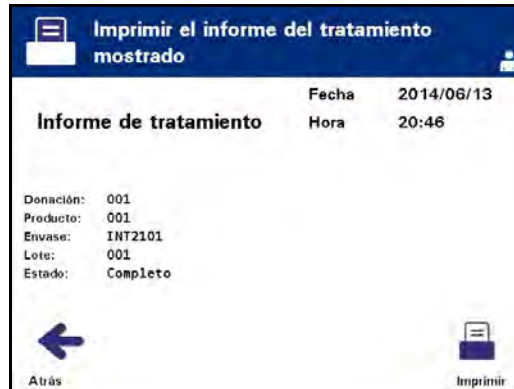 Imprimir el informe del tratamiento
mostrado
Fecha 2014/06/13
Informe de tratamiento Hora 20:46
Donación: 001
Producto: 001
Envase: INT2101
Lote: 001
Estado: Completo
Atrás Imprimir